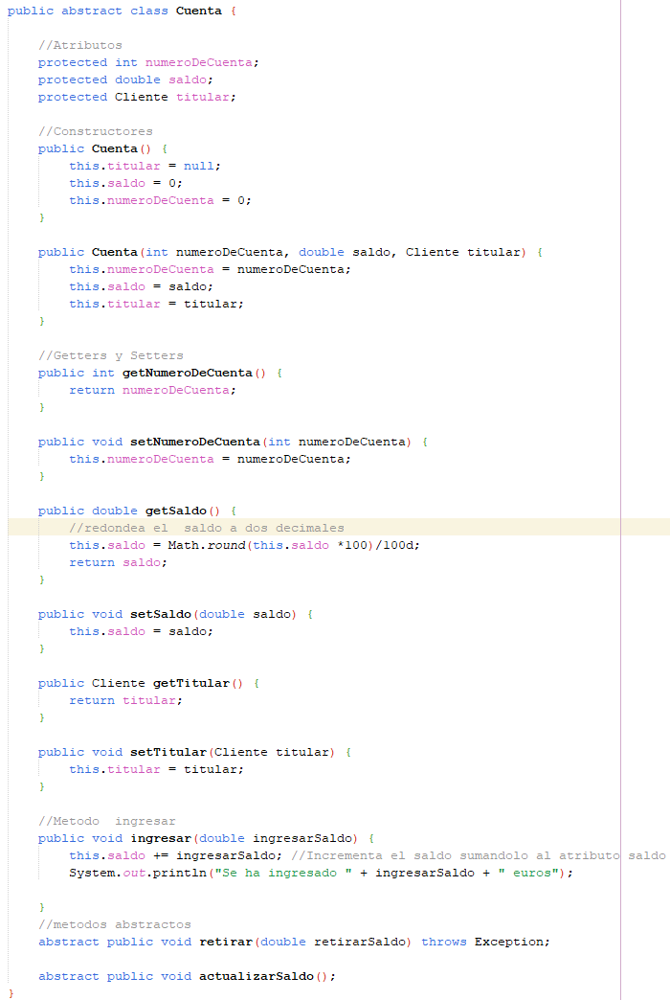 public abstract class Cuenta {
//Atributos
protected int numeroDeCuenta;
protected double saldo;
protected Cliente titular;
//Constructores
public Cuenta() {
this.titular = null;
this.saldo = 0;
this.numeroDeCuenta = 0;
}
public Cuenta(int numeroDeCuenta, double saldo, Cliente titular) {
this.numeroDeCuenta = numeroDeCuenta;
this.saldo = saldo;
this.titular = titular;
}
//Getters y Setters
public int getNumeroDeCuenta() {
return numeroDeCuenta;
}
public void setNumeroDeCuenta(int numeroDeCuenta) {
this.numeroDeCuenta = numeroDeCuenta;
}
public double getSaldo() {
//redondea el  saldo a dos decimales
this.saldo = Math.round(this.saldo *100)/100d;
return saldo;
}
public void setSaldo(double saldo) {
this.saldo = saldo;
}
public Cliente getTitular() {
return titular;
}
public void setTitular(Cliente titular) {
this.titular = titular;
}
//Metodo  ingresar
public void ingresar(double ingresarSaldo) {
this.saldo += ingresarSaldo; //Incrementa el saldo sumandolo al atributo saldo
System.out.println("Se ha ingresado " + ingresarSaldo + " euros");
}
//metodos abstractos
abstract public void retirar(double retirarSaldo) throws Exception;
abstract public void actualizarSaldo();
}